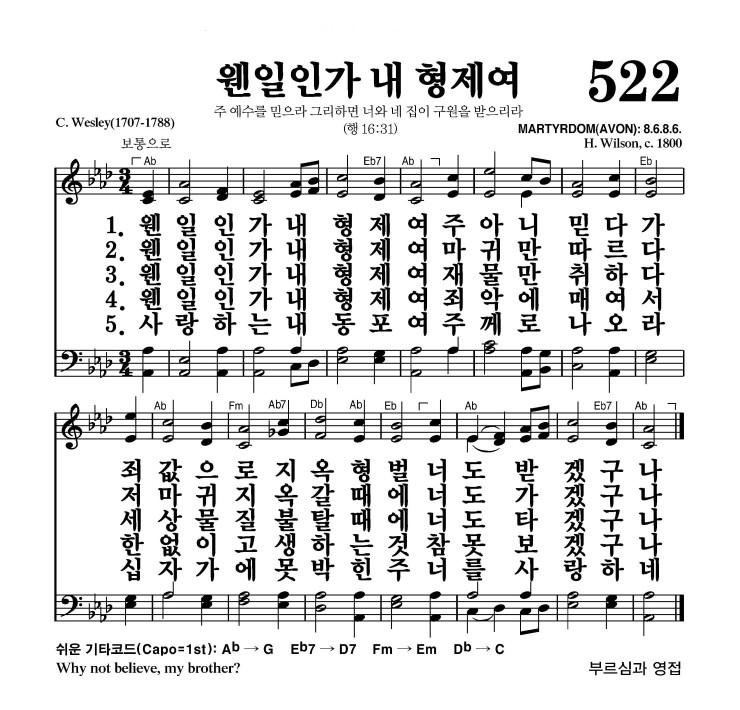 웬일인가 내 형제여
522
주 예수를 믿으라 그리하면 너와 네 집이 구원을 받으리라
(행 16:31)
C. Wesley(1707-1788)
보통으로
MARTYRDOM(AVON): 8.6.8.6.
H. Wilson, c. 1800
Ab Eb7 Ab Eb
1. 웬 일 인 가 내 형 제 여 주 아 니 믿 다 가
2. 웬 일 인 가 내 형 제 여 마 귀 만 따 르 다
3. 웬 일 인 가 내 형 제 여 재 물 만 취 하 다
4. 웬 일 인 가 내 형 제 여 죄 악 에 매 여 서
5. 사 랑 하 는 내 동 포 여 주 께 로 나 오 라
Ab Fm Ab7 Db Ab Eb Ab Eb7 Ab
죄 값 으 로 지 옥 형 벌 너 도 받 겠 구 나
저 마 귀 지 옥 갈 때 에 너 도 가 겠 구 나
세 상 물 질 불 탈 때 에 너 도 타 겠 구 나
한 없 이 고 생 하 는 것 참 못 보 겠 구 나
십 자 가 에 못 박 힌 주 너 를 사 랑 하 네
쉬운 기타코드(Capo=1st): Ab → G Eb7 → D7 Fm → Em Db → C
Why not believe, my brother?
부르심과 영접